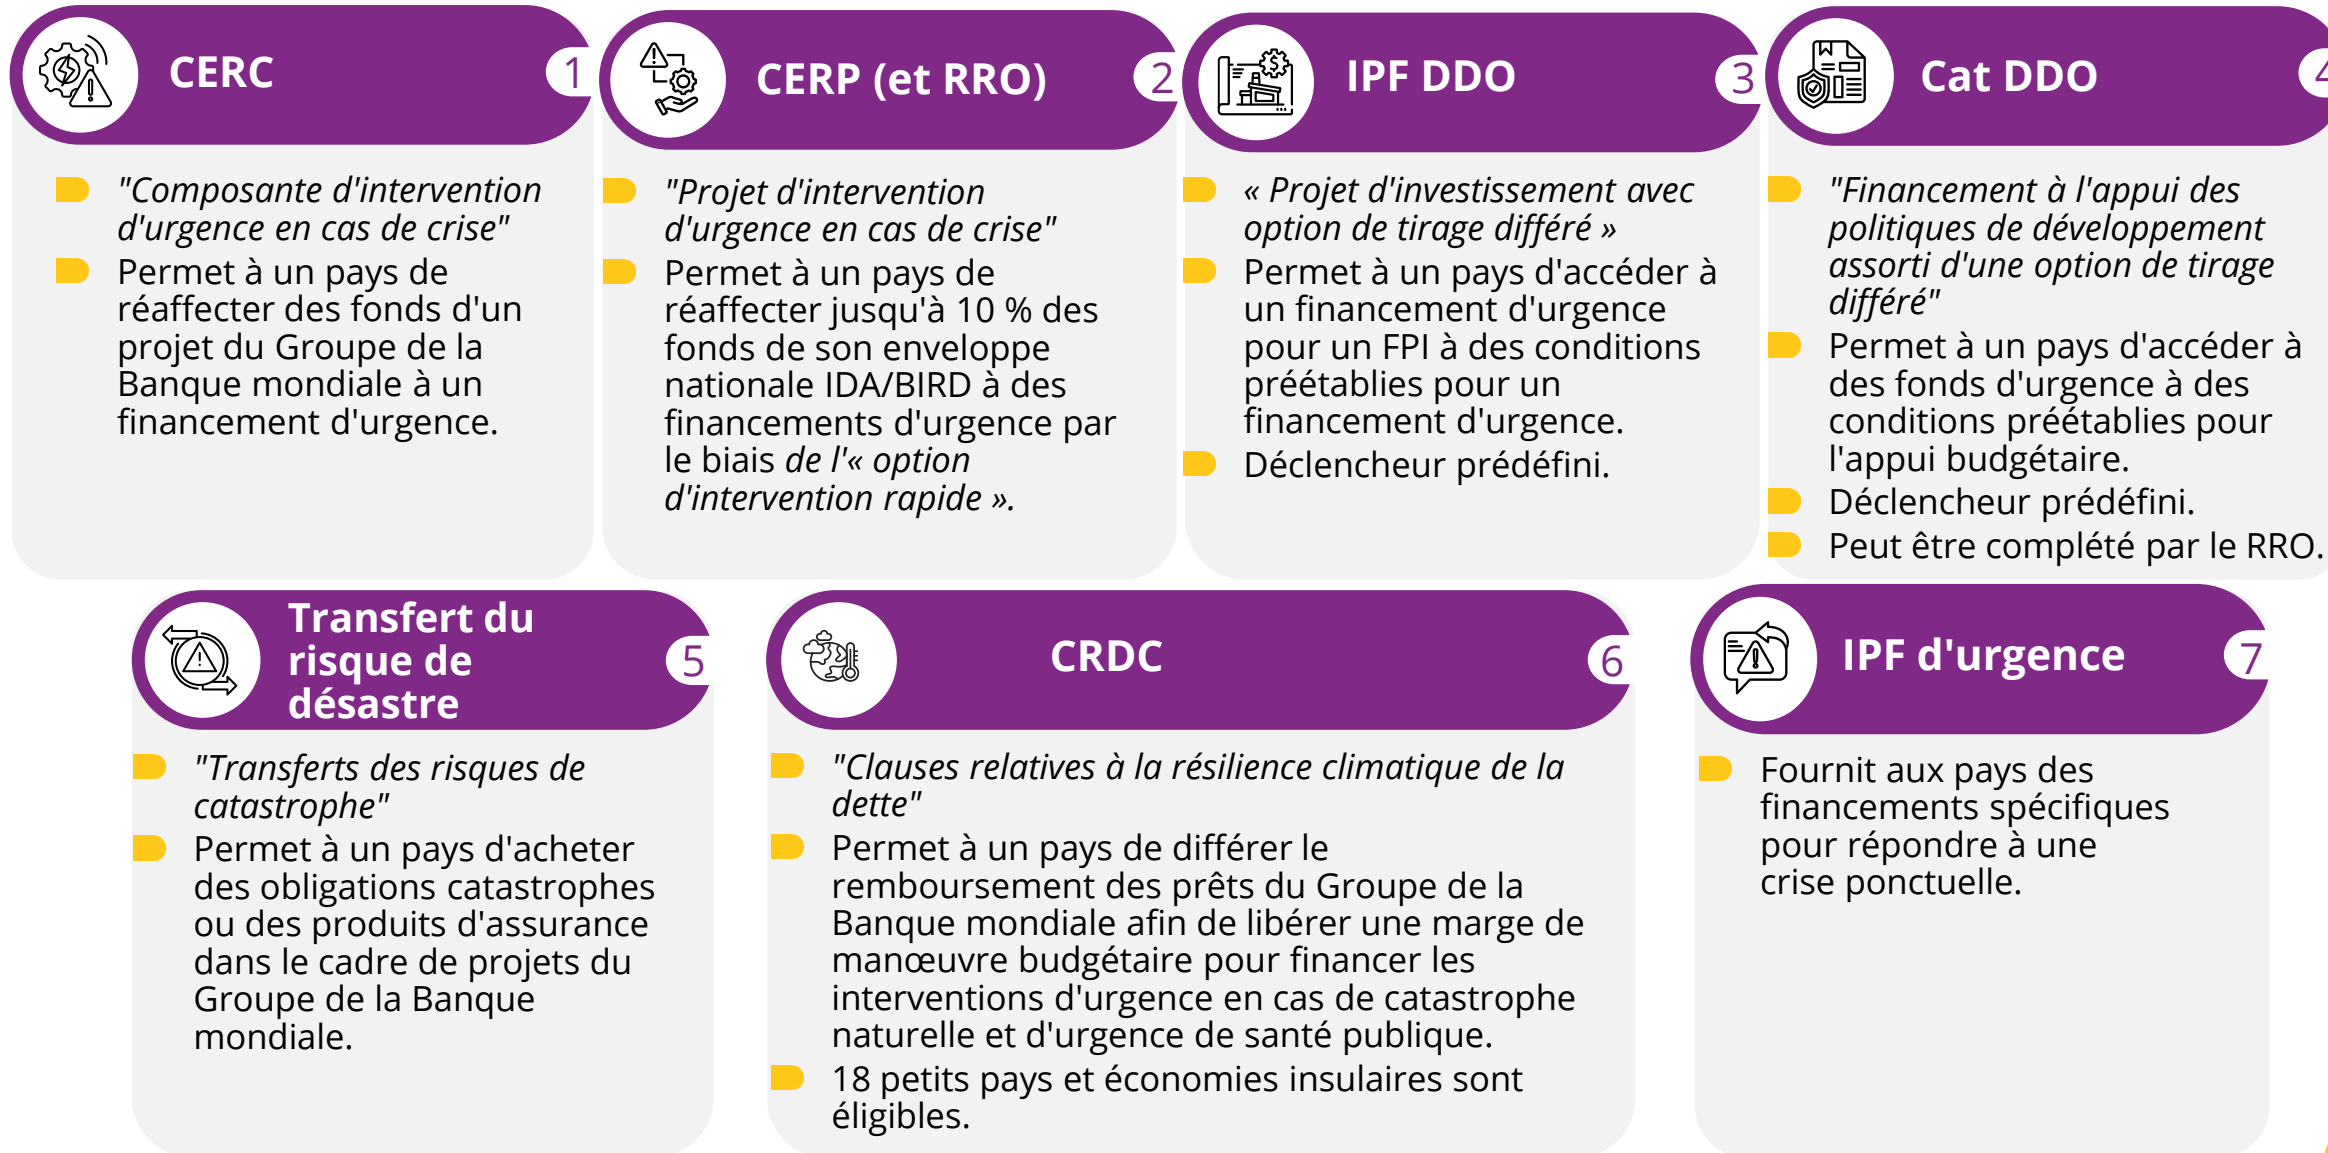 CERC
1
"Composante d'intervention
d'urgence en cas de crise"
Permet à un pays de
réaffecter des fonds d'un
projet du Groupe de la
Banque mondiale à un
financement d'urgence.
CERP (et RRO)
2
"Projet d'intervention
d'urgence en cas de crise"
Permet à un pays de
réaffecter jusqu'à 10 % des
fonds de son enveloppe
nationale IDA/BIRD à des
financements d'urgence par
le biais de l'« option
d'intervention rapide ».
IPF DDO
3
« Projet d'investissement avec
option de tirage différé »
Permet à un pays d'accéder à
un financement d'urgence
pour un FPI à des conditions
préétablies pour un
financement d'urgence.
Déclencheur prédéfini.
Cat DDO
4
"Financement à l'appui des
politiques de développement
assorti d'une option de tirage
différé"
Permet à un pays d'accéder à
des fonds d'urgence à des
conditions préétablies pour
l'appui budgétaire.
Déclencheur prédéfini.
Peut être complété par le RRO.
Transfert du
risque de
désastre
5
"Transferts des risques de
catastrophe"
Permet à un pays d'acheter
des obligations catastrophes
ou des produits d'assurance
dans le cadre de projets du
Groupe de la Banque
mondiale.
CRDC
6
"Clauses relatives à la résilience climatique de la
dette"
Permet à un pays de différer le
remboursement des prêts du Groupe de la
Banque mondiale afin de libérer une marge de
manœuvre budgétaire pour financer les
interventions d'urgence en cas de catastrophe
naturelle et d'urgence de santé publique.
18 petits pays et économies insulaires sont
éligibles.
IPF d'urgence
7
Fournit aux pays des
financements spécifiques
pour répondre à une
crise ponctuelle.